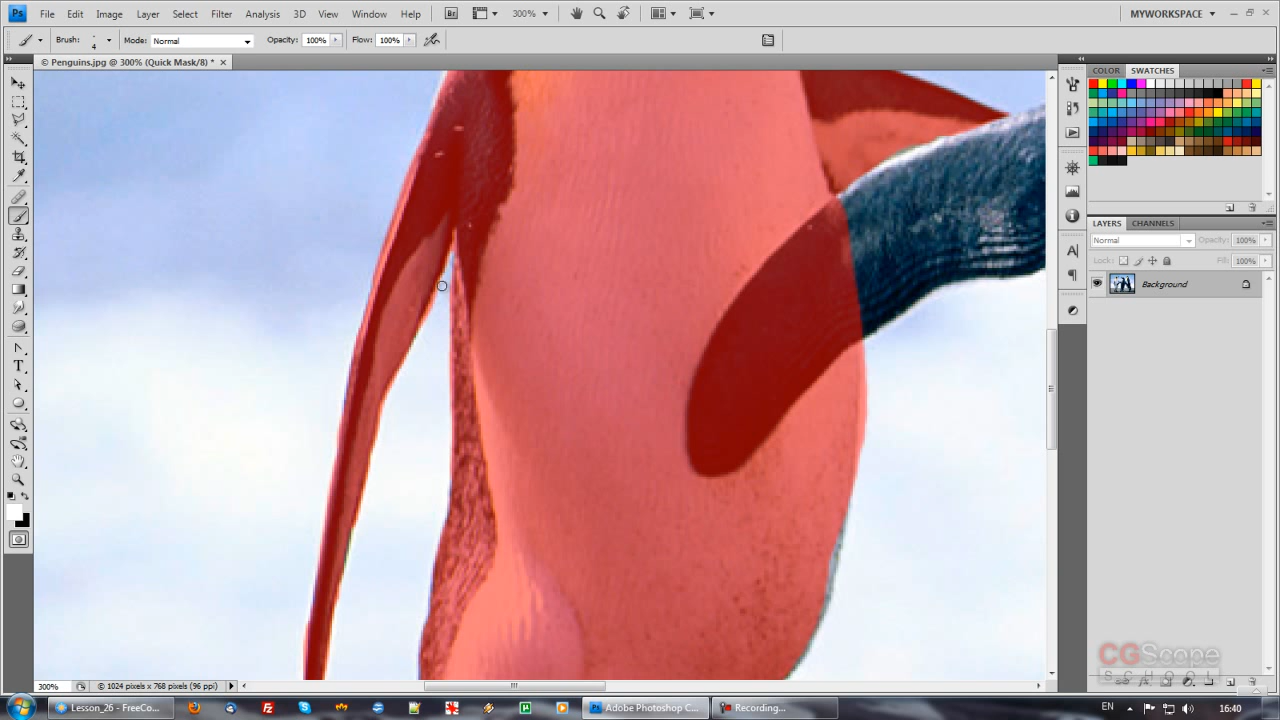 Ps File Edit Image Layer Select Filter Analysis 3D View Window Help Br 300% MYWORKSPACE
Brush: 4 Mode: Normal Opacity: 100% Flow: 100%
© Penguins.jpg @ 300% (Quick Mask/8) *
COLOR SWATCHES
LAYERS CHANNELS
Normal Opacity: 100%
Lock: Fill: 100%
Background
CGScope
SCHOOL
300% © 1024 pixels x 768 pixels (96 ppi)
Lesson_26 - FreeCo... Adobe Photoshop C... Recording... EN 16:40